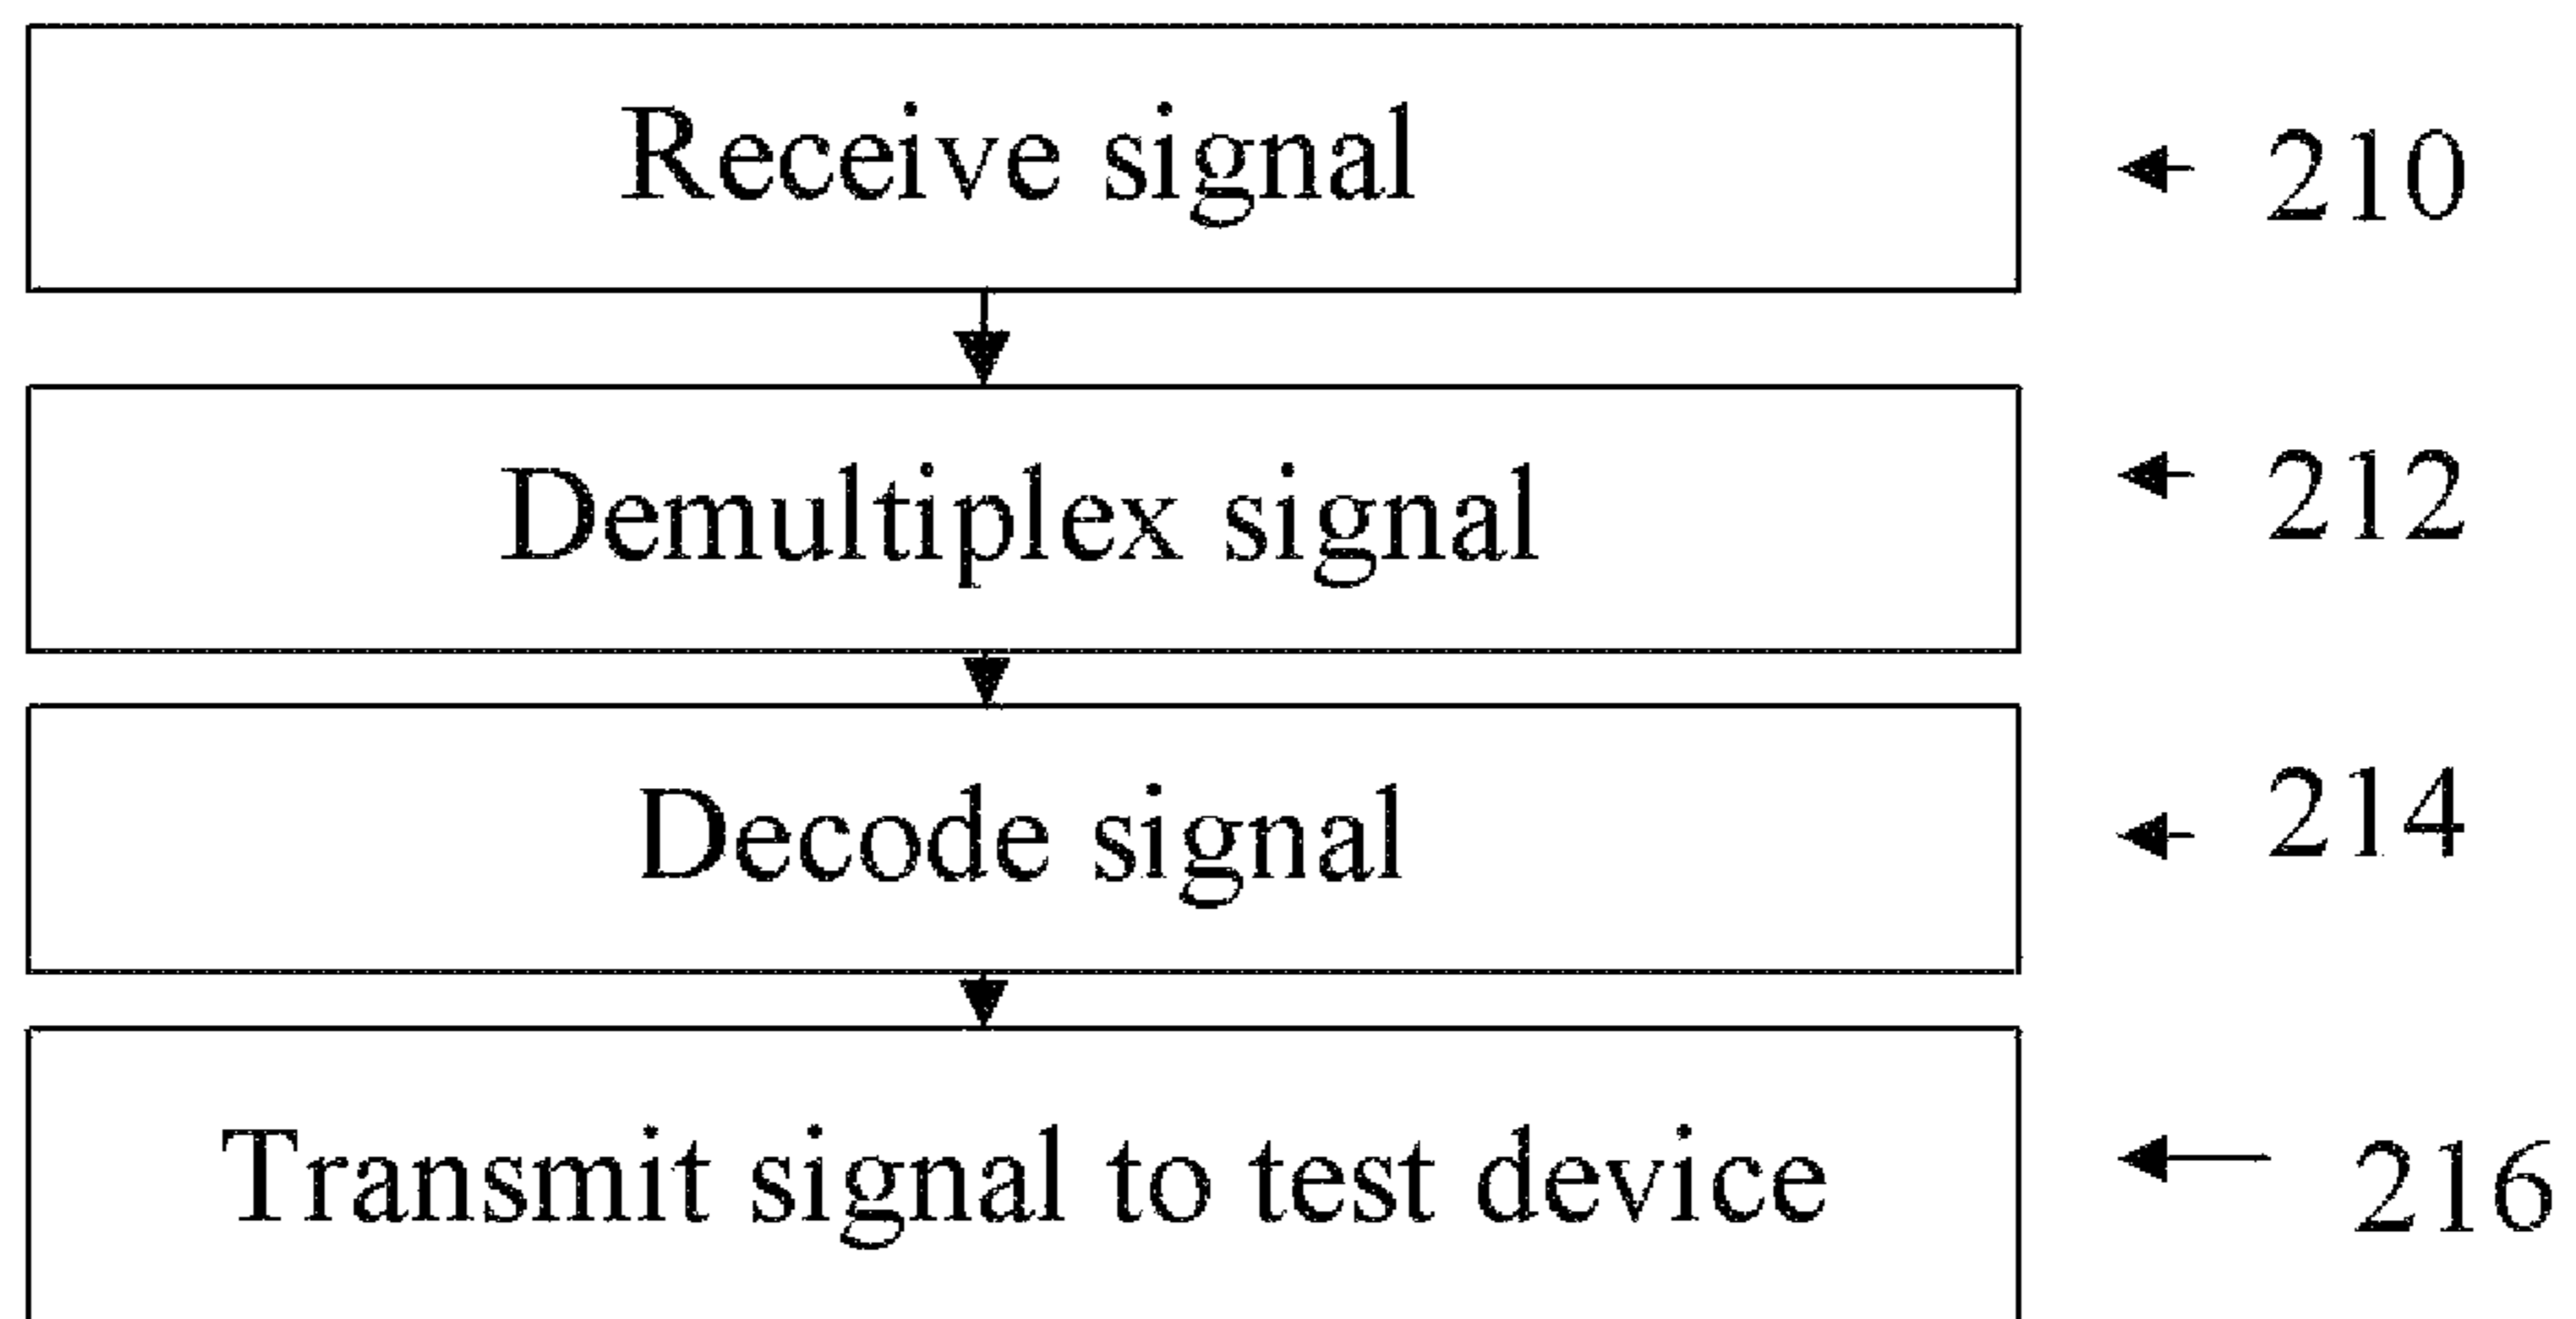 Receive signal 210
Demultiplex signal 212
Decode signal 214
Transmit signal to test device 216